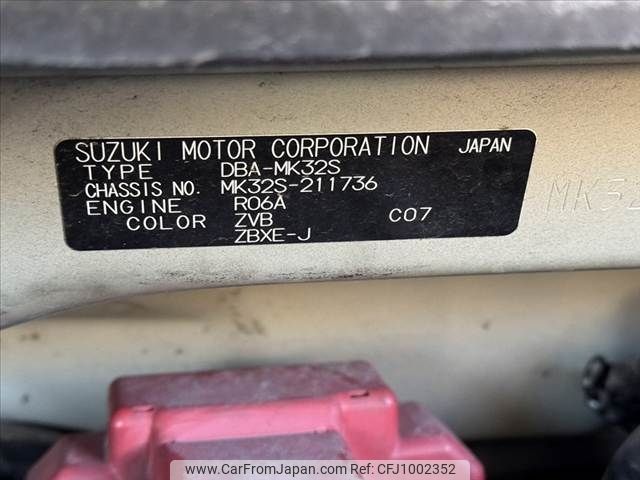 SUZUKI MOTOR CORPORATION JAPAN
TYPE DBA-MK32S
CHASSIS NO. MK32S-211736
ENGINE R06A
COLOR ZVB C07
ZBXE-J
www.CarFromJapan.com Ref: CFJ1002352